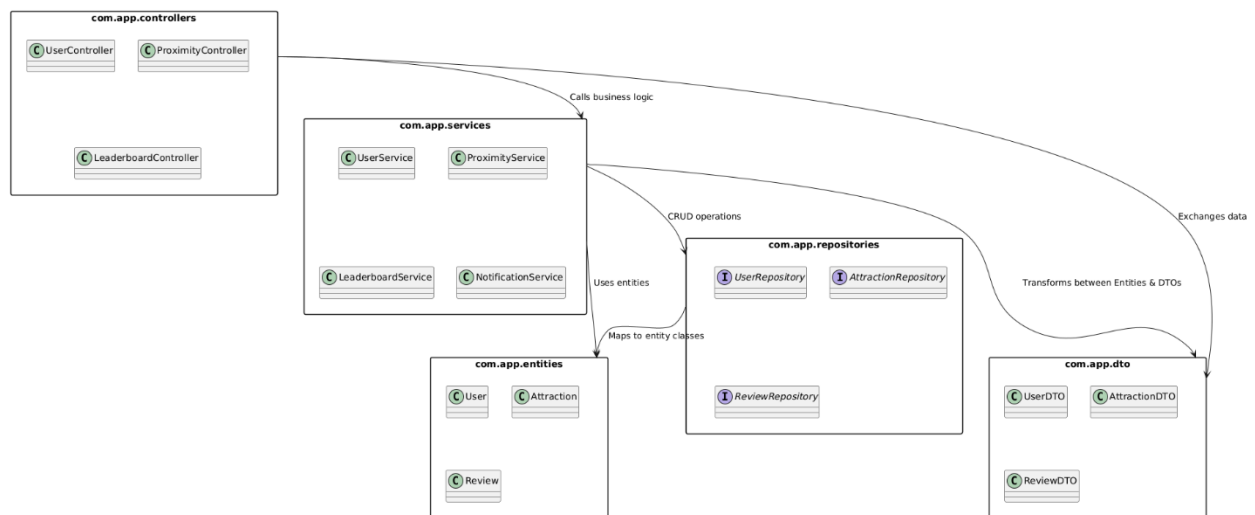 com.app.controllers
C UserController
C ProximityController
C LeaderboardController
Calls business logic
com.app.services
C UserService
C ProximityService
C LeaderboardService
C NotificationService
CRUD operations
Exchanges data
com.app.repositories
I UserRepository
I AttractionRepository
I ReviewRepository
Uses entities
Transforms between Entities & DTOs
Maps to entity classes
com.app.entities
C User
C Attraction
C Review
com.app.dto
C UserDTO
C AttractionDTO
C ReviewDTO